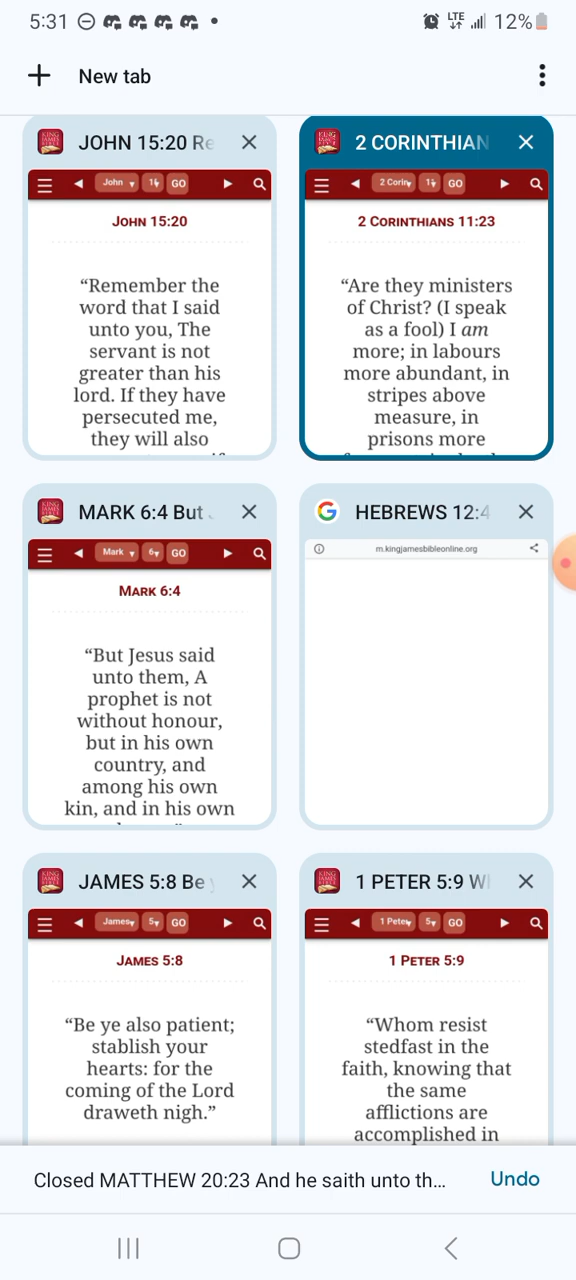 5:31
LTE
12%
New tab
JOHN 15:20 Re
John
GO
JOHN 15:20
“Remember the
word that I said
unto you, The
servant is not
greater than his
lord. If they have
persecuted me,
they will also
2 CORINTHIAN
2 Corin
GO
2 CORINTHIANS 11:23
“Are they ministers
of Christ? (I speak
as a fool) I am
more; in labours
more abundant, in
stripes above
measure, in
prisons more
MARK 6:4 But
Mark
6
GO
MARK 6:4
“But Jesus said
unto them, A
prophet is not
without honour,
but in his own
country, and
among his own
kin, and in his own
HEBREWS 12:4
m.kingjamesbibleonline.org
JAMES 5:8 Be y
James
5
GO
JAMES 5:8
“Be ye also patient;
stablish your
hearts: for the
coming of the Lord
draweth nigh.”
1 PETER 5:9 W
1 Peter
5
GO
1 PETER 5:9
“Whom resist
stedfast in the
faith, knowing that
the same
afflictions are
accomplished in
Closed MATTHEW 20:23 And he saith unto th...
Undo